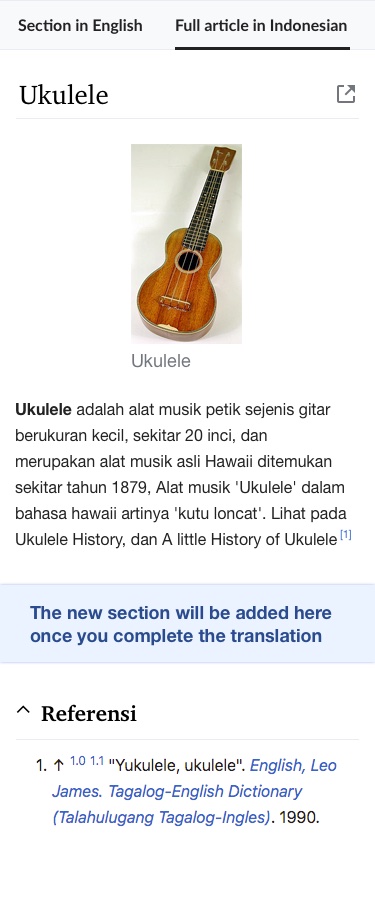 Section in English
Full article in Indonesian
Ukulele
Ukulele
Ukulele adalah alat musik petik sejenis gitar
berukuran kecil, sekitar 20 inci, dan
merupakan alat musik asli Hawaii ditemukan
sekitar tahun 1879, Alat musik 'Ukulele' dalam
bahasa hawaii artinya 'kutu loncat'. Lihat pada
Ukulele History, dan A little History of Ukulele [1]
The new section will be added here
once you complete the translation
Referensi
1. ↑ 1.0 1.1 "Yukulele, ukulele". English, Leo
James. Tagalog-English Dictionary
(Talahulugang Tagalog-Ingles). 1990.